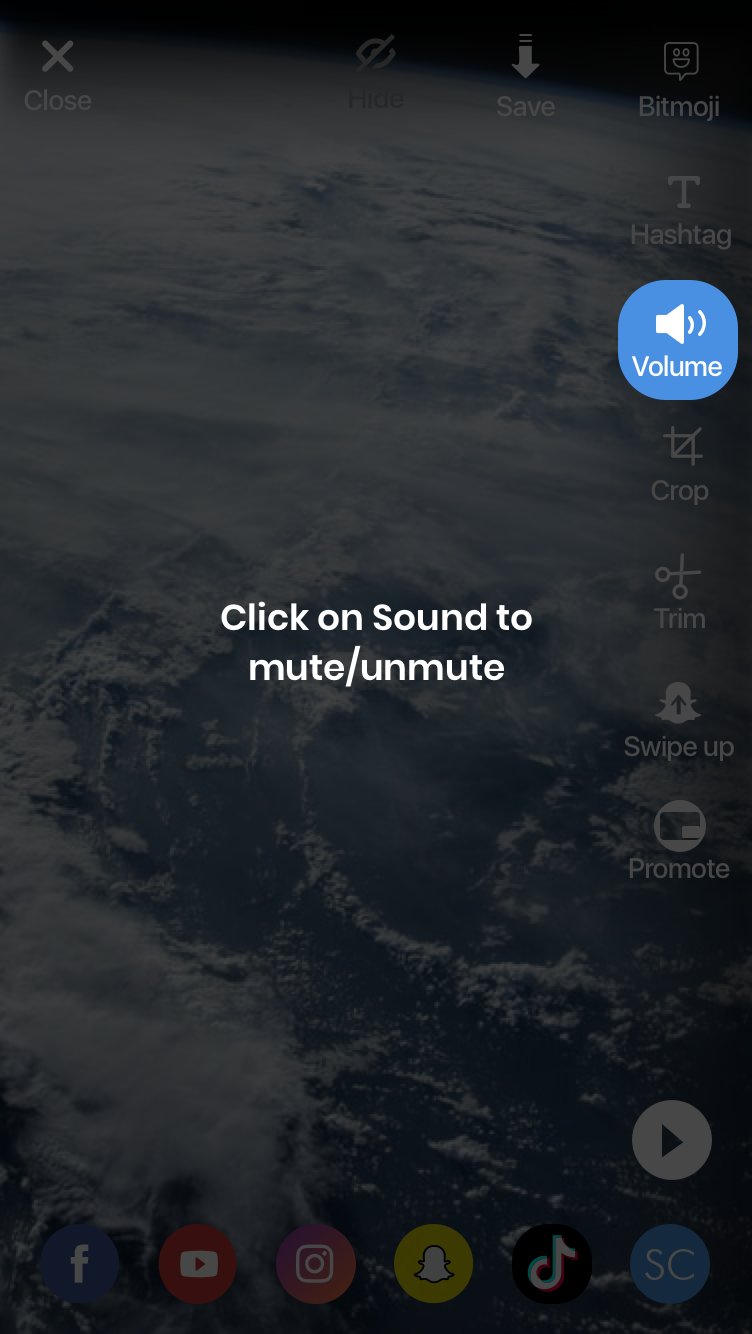 Close
Hide
Save
Bitmoji
Hashtag
Volume
Crop
Trim
Click on Sound to
mute/unmute
Swipe up
Promote
SC